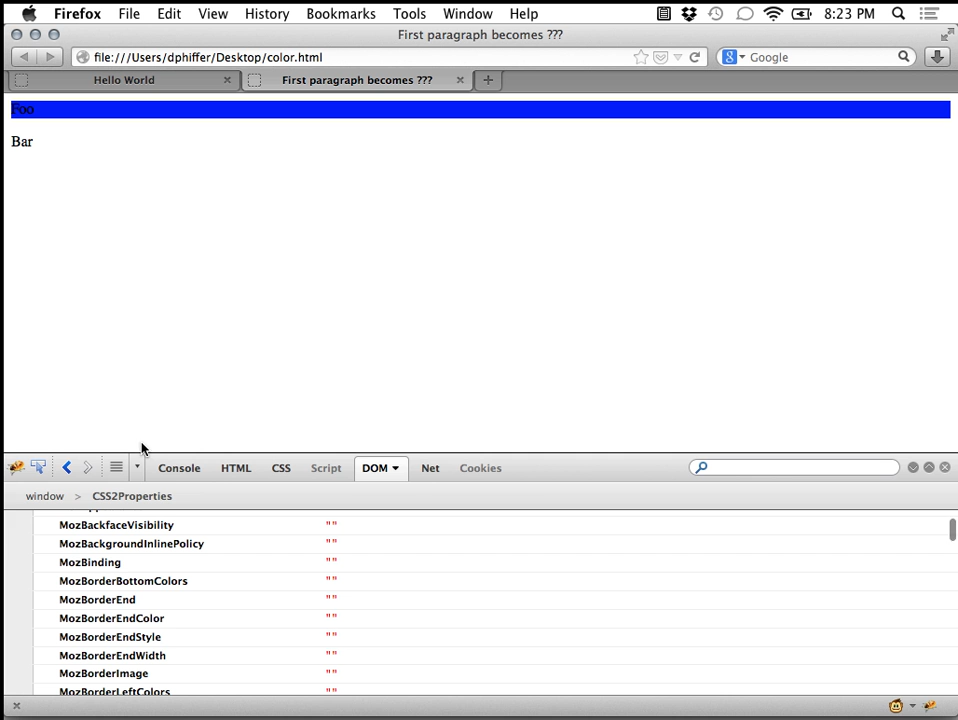 Firefox File Edit View History Bookmarks Tools Window Help 8:23 PM
First paragraph becomes ???
file:///Users/dphiffer/Desktop/color.html Google
Hello World First paragraph becomes ???
Foo
Bar
Console HTML CSS Script DOM Net Cookies
window > CSS2Properties
MozBackfaceVisibility ""
MozBackgroundInlinePolicy ""
MozBinding ""
MozBorderBottomColors ""
MozBorderEnd ""
MozBorderEndColor ""
MozBorderEndStyle ""
MozBorderEndWidth ""
MozBorderImage ""
MozBorderLeftColors ""